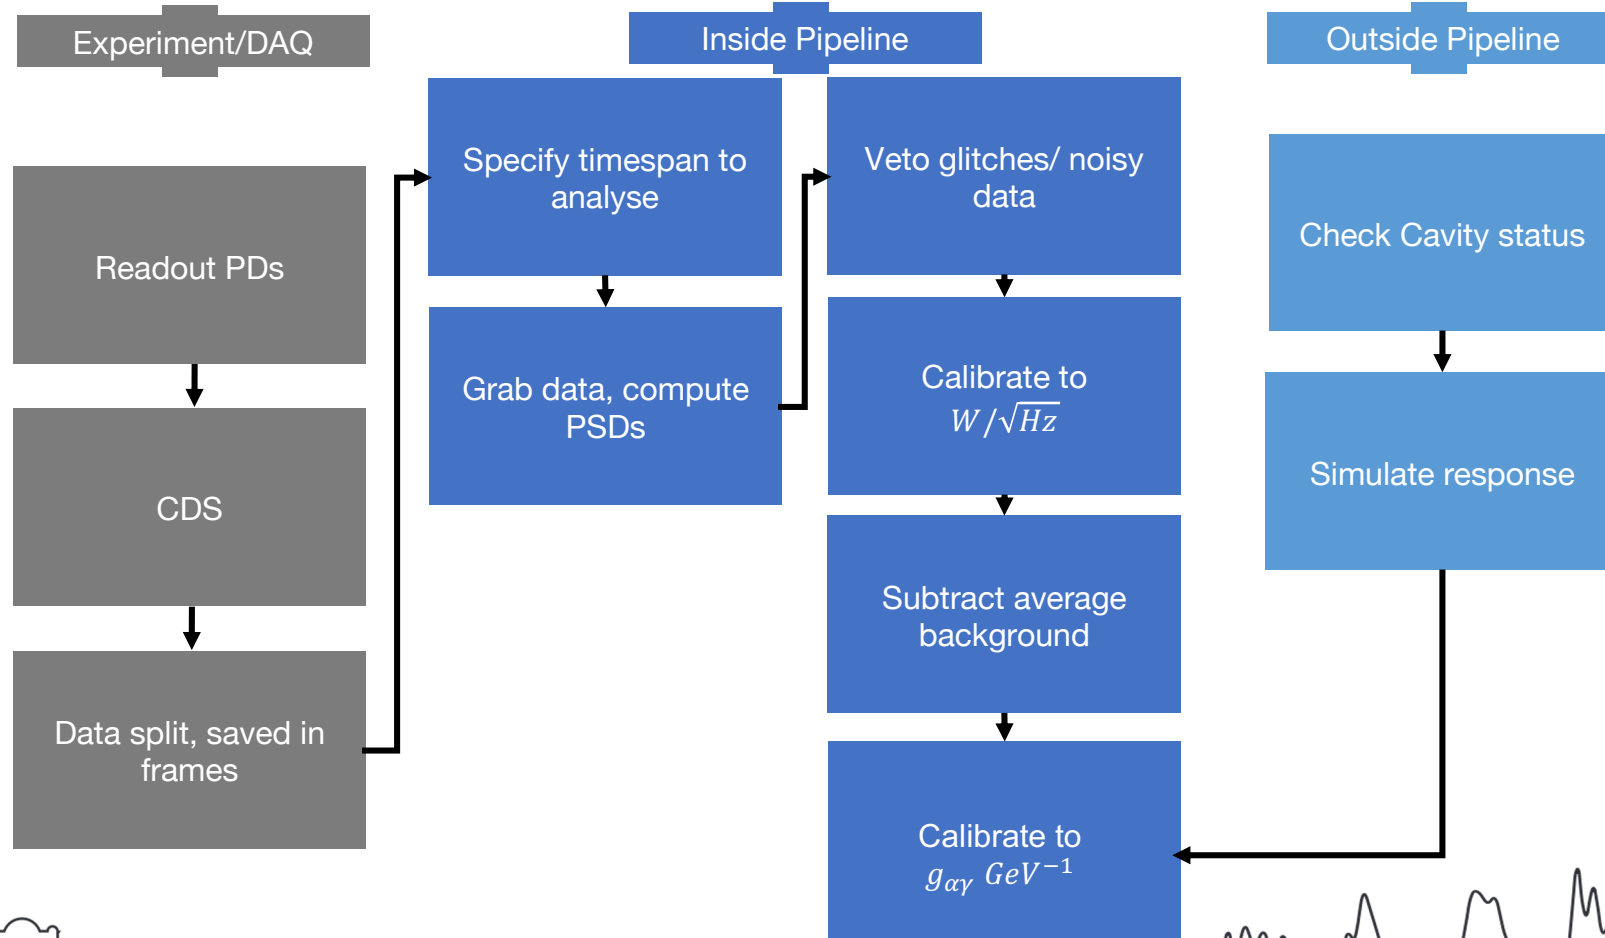 Experiment/DAQ
Inside Pipeline
Outside Pipeline
Readout PDs
CDS
Data split, saved in
frames
Specify timespan to
analyse
Grab data, compute
PSDs
Veto glitches/ noisy
data
Calibrate to
W/√Hz
Subtract average
background
Calibrate to
gαγ GeV⁻¹
Check Cavity status
Simulate response